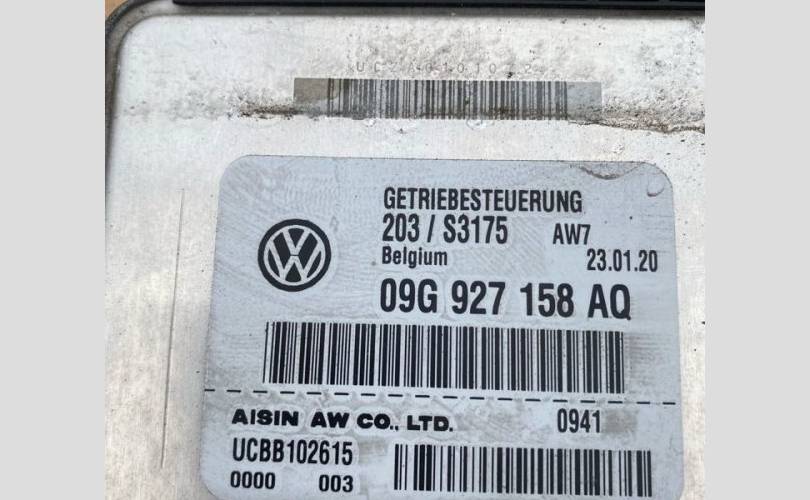 GETRIEBESTEUERUNG
203 / S3175 AW7
Belgium 23.01.20
09G 927 158 AQ
AISIN AW CO., LTD. 0941
UCBB102615
0000 003